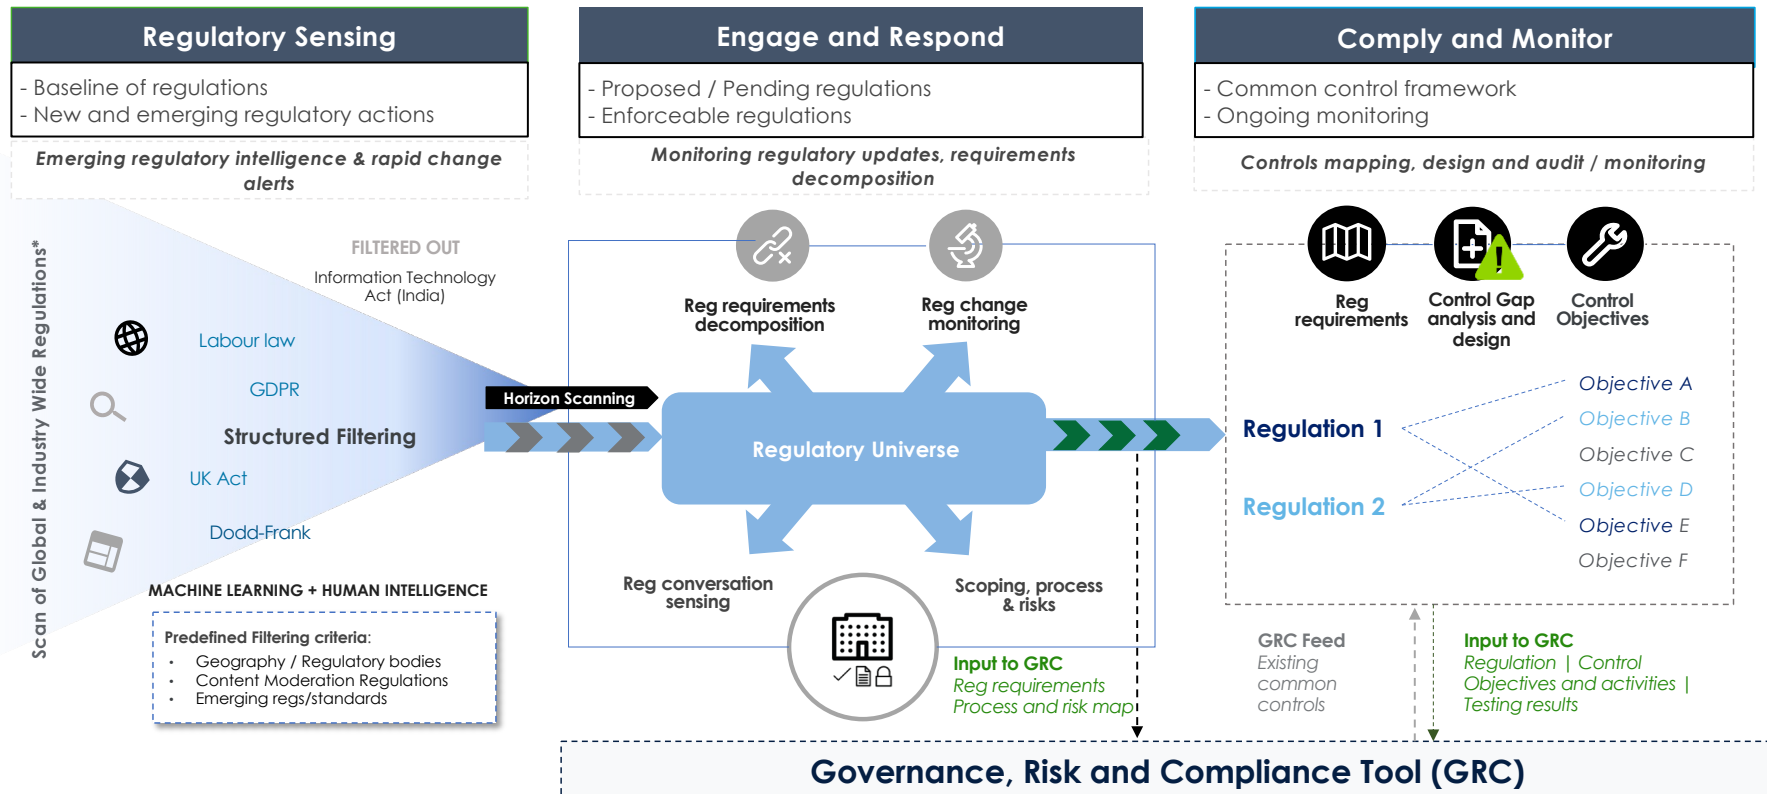 Regulatory Sensing
- Baseline of regulations
- New and emerging regulatory actions
Emerging regulatory intelligence & rapid change
alerts
Scan of Global & Industry Wide Regulations*
FILTERED OUT
Information Technology
Act (India)
Labour law
GDPR
Structured Filtering
UK Act
Dodd-Frank
MACHINE LEARNING + HUMAN INTELLIGENCE
Predefined Filtering criteria:
• Geography / Regulatory bodies
• Content Moderation Regulations
• Emerging regs/standards
Horizon Scanning
Engage and Respond
- Proposed / Pending regulations
- Enforceable regulations
Monitoring regulatory updates, requirements
decomposition
Reg requirements
decomposition
Reg change
monitoring
Regulatory Universe
Reg conversation
sensing
Scoping, process
& risks
Input to GRC
Reg requirements
Process and risk map
Comply and Monitor
- Common control framework
- Ongoing monitoring
Controls mapping, design and audit / monitoring
Reg
requirements
Control Gap
analysis and
design
Control
Objectives
Regulation 1
Regulation 2
Objective A
Objective B
Objective C
Objective D
Objective E
Objective F
GRC Feed
Existing
common
controls
Input to GRC
Regulation | Control
Objectives and activities |
Testing results
Governance, Risk and Compliance Tool (GRC)